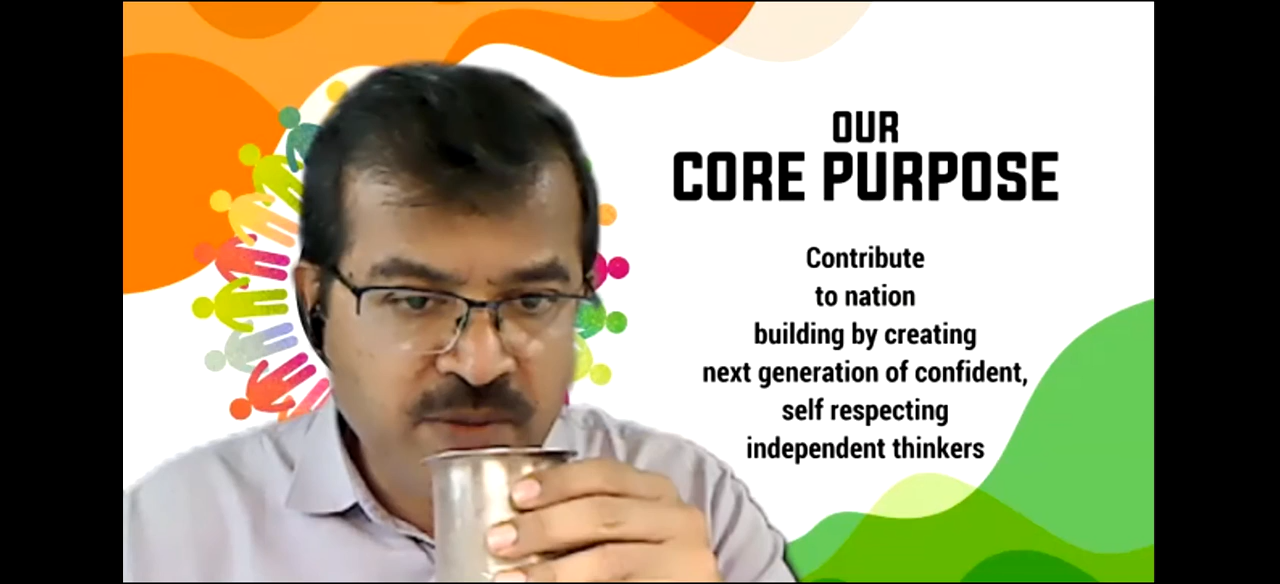 OUR
CORE PURPOSE
Contribute
to nation
building by creating
next generation of confident,
self respecting
independent thinkers